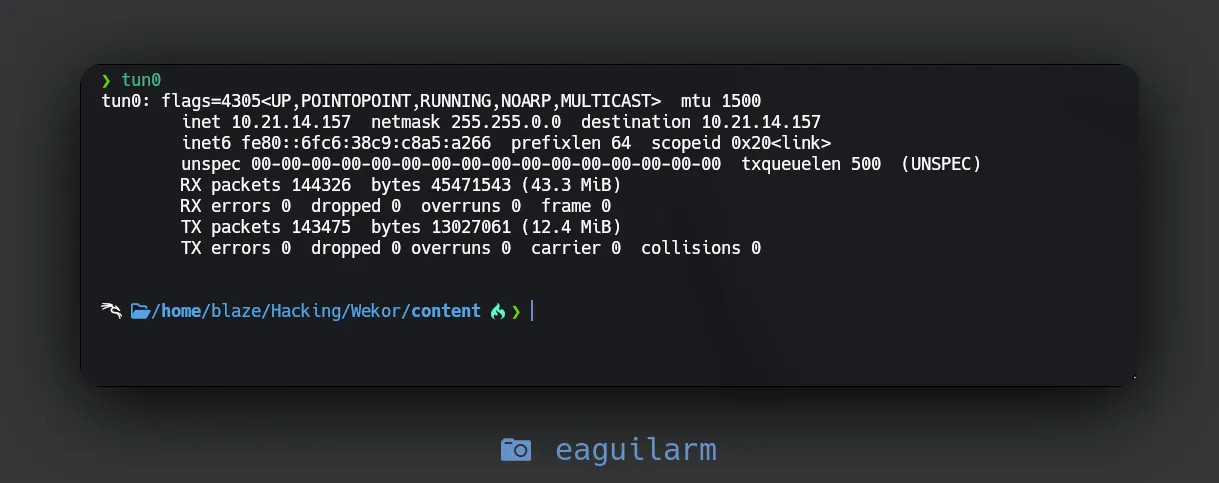 ❯ tun0
tun0: flags=4305<UP,POINTOPOINT,RUNNING,NOARP,MULTICAST>  mtu 1500
        inet 10.21.14.157  netmask 255.255.0.0  destination 10.21.14.157
        inet6 fe80::6fc6:38c9:c8a5:a266  prefixlen 64  scopeid 0x20<link>
        unspec 00-00-00-00-00-00-00-00-00-00-00-00-00-00-00-00  txqueuelen 500  (UNSPEC)
        RX packets 144326  bytes 45471543 (43.3 MiB)
        RX errors 0  dropped 0  overruns 0  frame 0
        TX packets 143475  bytes 13027061 (12.4 MiB)
        TX errors 0  dropped 0 overruns 0  carrier 0  collisions 0
/home/blaze/Hacking/Wekor/content ❯
eaguilarm